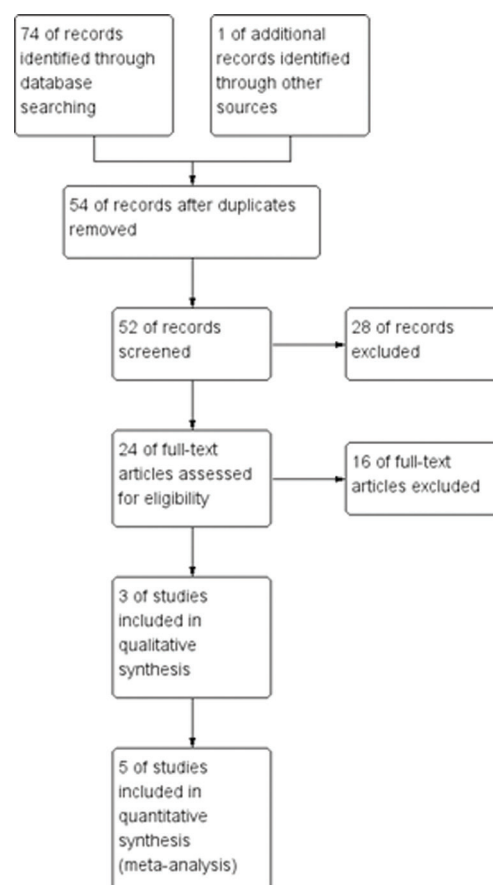 74 of records
identified through
database
searching
1 of additional
records identified
through other
sources
54 of records after duplicates
removed
52 of records
screened
28 of records
excluded
24 of full-text
articles assessed
for eligibility
16 of full-text
articles excluded
3 of studies
included in
qualitative
synthesis
5 of studies
included in
quantitative
synthesis
(meta-analysis)